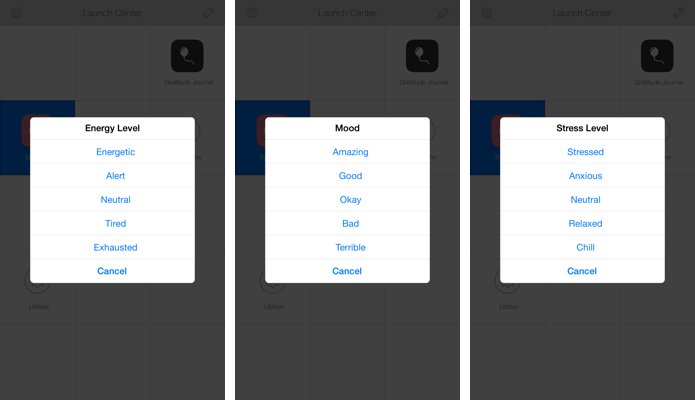 Launch Center
Gratitude Journal
Energy Level
Energetic
Alert
Neutral
Tired
Exhausted
Cancel
Utilities
Launch Center
Gratitude Journal
Mood
Amazing
Good
Okay
Bad
Terrible
Cancel
Utilities
Launch Center
Gratitude Journal
Stress Level
Stressed
Anxious
Neutral
Relaxed
Chill
Cancel
Utilities